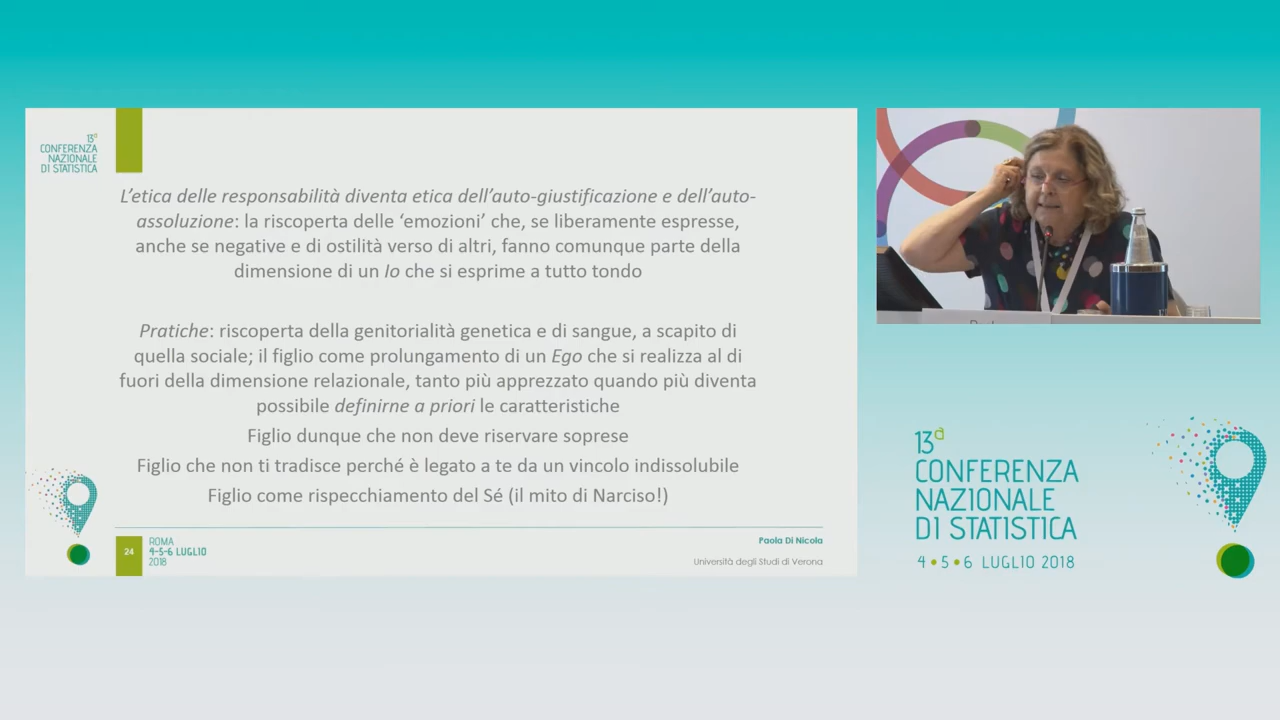 13ª
CONFERENZA
NAZIONALE
DI STATISTICA
L'etica delle responsabilità diventa etica dell'auto-giustificazione e dell'auto-
assoluzione: la riscoperta delle 'emozioni' che, se liberamente espresse,
anche se negative e di ostilità verso di altri, fanno comunque parte della
dimensione di un Io che si esprime a tutto tondo
Pratiche: riscoperta della genitorialità genetica e di sangue, a scapito di
quella sociale; il figlio come prolungamento di un Ego che si realizza al di
fuori della dimensione relazionale, tanto più apprezzato quando più diventa
possibile definirne a priori le caratteristiche
Figlio dunque che non deve riservare soprese
Figlio che non ti tradisce perché è legato a te da un vincolo indissolubile
Figlio come rispecchiamento del Sé (il mito di Narciso!)
24
ROMA
4-5-6 LUGLIO
2018
Paola Di Nicola
Università degli Studi di Verona
13ª
CONFERENZA
NAZIONALE
DI STATISTICA
4•5•6 LUGLIO 2018